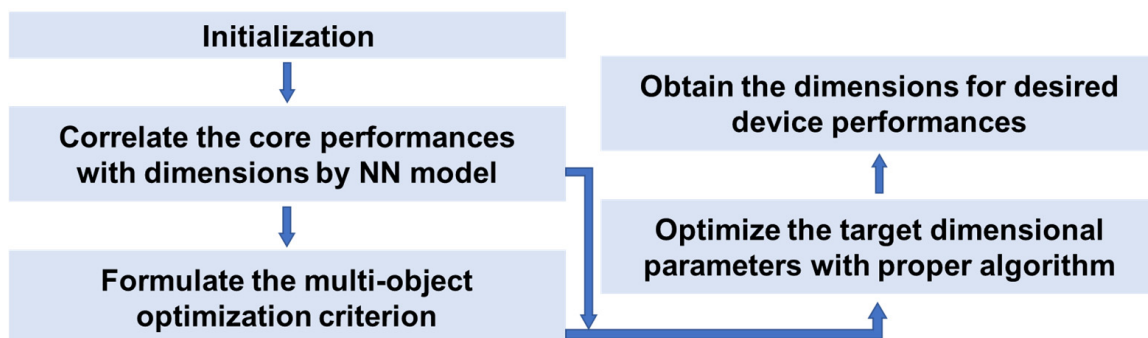 Initialization
Correlate the core performances
with dimensions by NN model
Formulate the multi-object
optimization criterion
Obtain the dimensions for desired
device performances
Optimize the target dimensional
parameters with proper algorithm